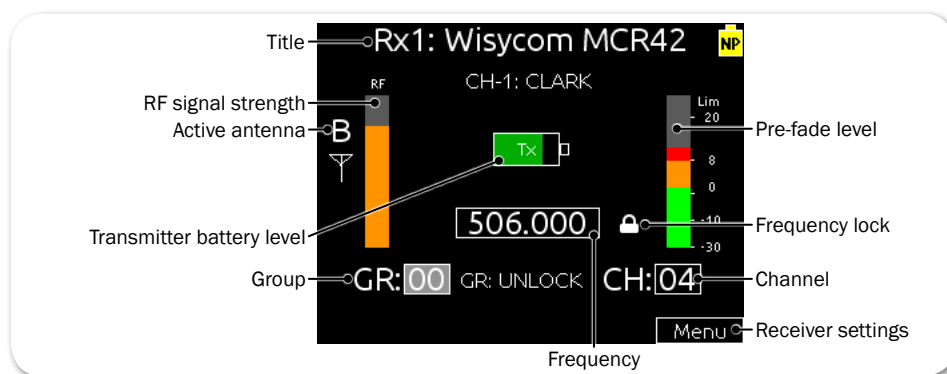 Title
Rx1: Wisycom MCR42
NP
RF
CH-1: CLARK
RF signal strength
Lim
20
Active antenna
B
Pre-fade level
Tx
8
0
Transmitter battery level
506.000
-10
Frequency lock
-30
Group
GR: 00
GR: UNLOCK
CH: 04
Channel
Menu
Receiver settings
Frequency